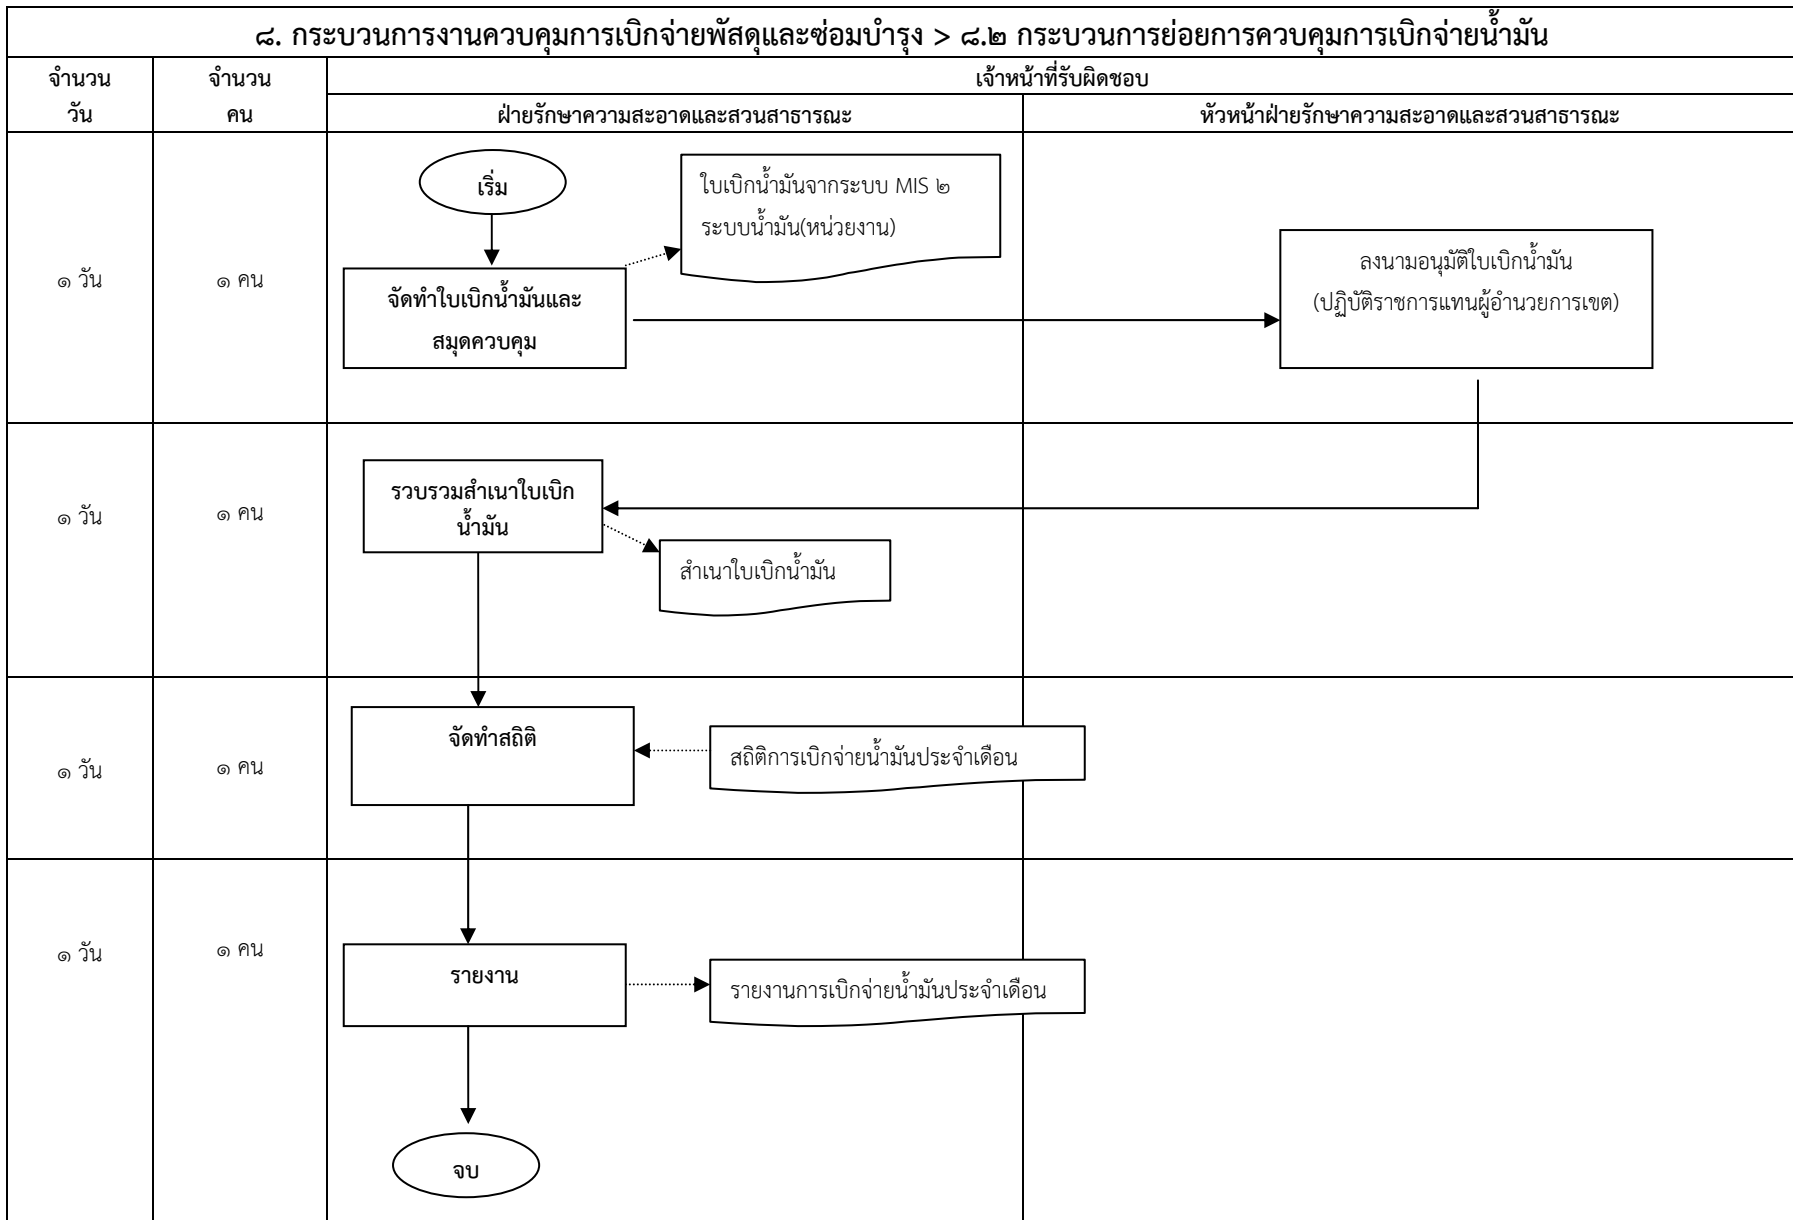 ๘. กระบวนการงานควบคุมการเบิกจ่ายพัสดุและซ่อมบำรุง > ๘.๒ กระบวนการย่อยการควบคุมการเบิกจ่ายน้ำมัน
จำนวน
วัน
จำนวน
คน
เจ้าหน้าที่รับผิดชอบ
ฝ่ายรักษาความสะอาดและสวนสาธารณะ
หัวหน้าฝ่ายรักษาความสะอาดและสวนสาธารณะ
๑ วัน
๑ คน
เริ่ม
ใบเบิกน้ำมันจากระบบ MIS ๒
ระบบน้ำมัน(หน่วยงาน)
จัดทำใบเบิกน้ำมันและ
สมุดควบคุม
ลงนามอนุมัติใบเบิกน้ำมัน
(ปฏิบัติราชการแทนผู้อำนวยการเขต)
๑ วัน
๑ คน
รวบรวมสำเนาใบเบิก
น้ำมัน
สำเนาใบเบิกน้ำมัน
๑ วัน
๑ คน
จัดทำสถิติ
สถิติการเบิกจ่ายน้ำมันประจำเดือน
๑ วัน
๑ คน
รายงาน
รายงานการเบิกจ่ายน้ำมันประจำเดือน
จบ